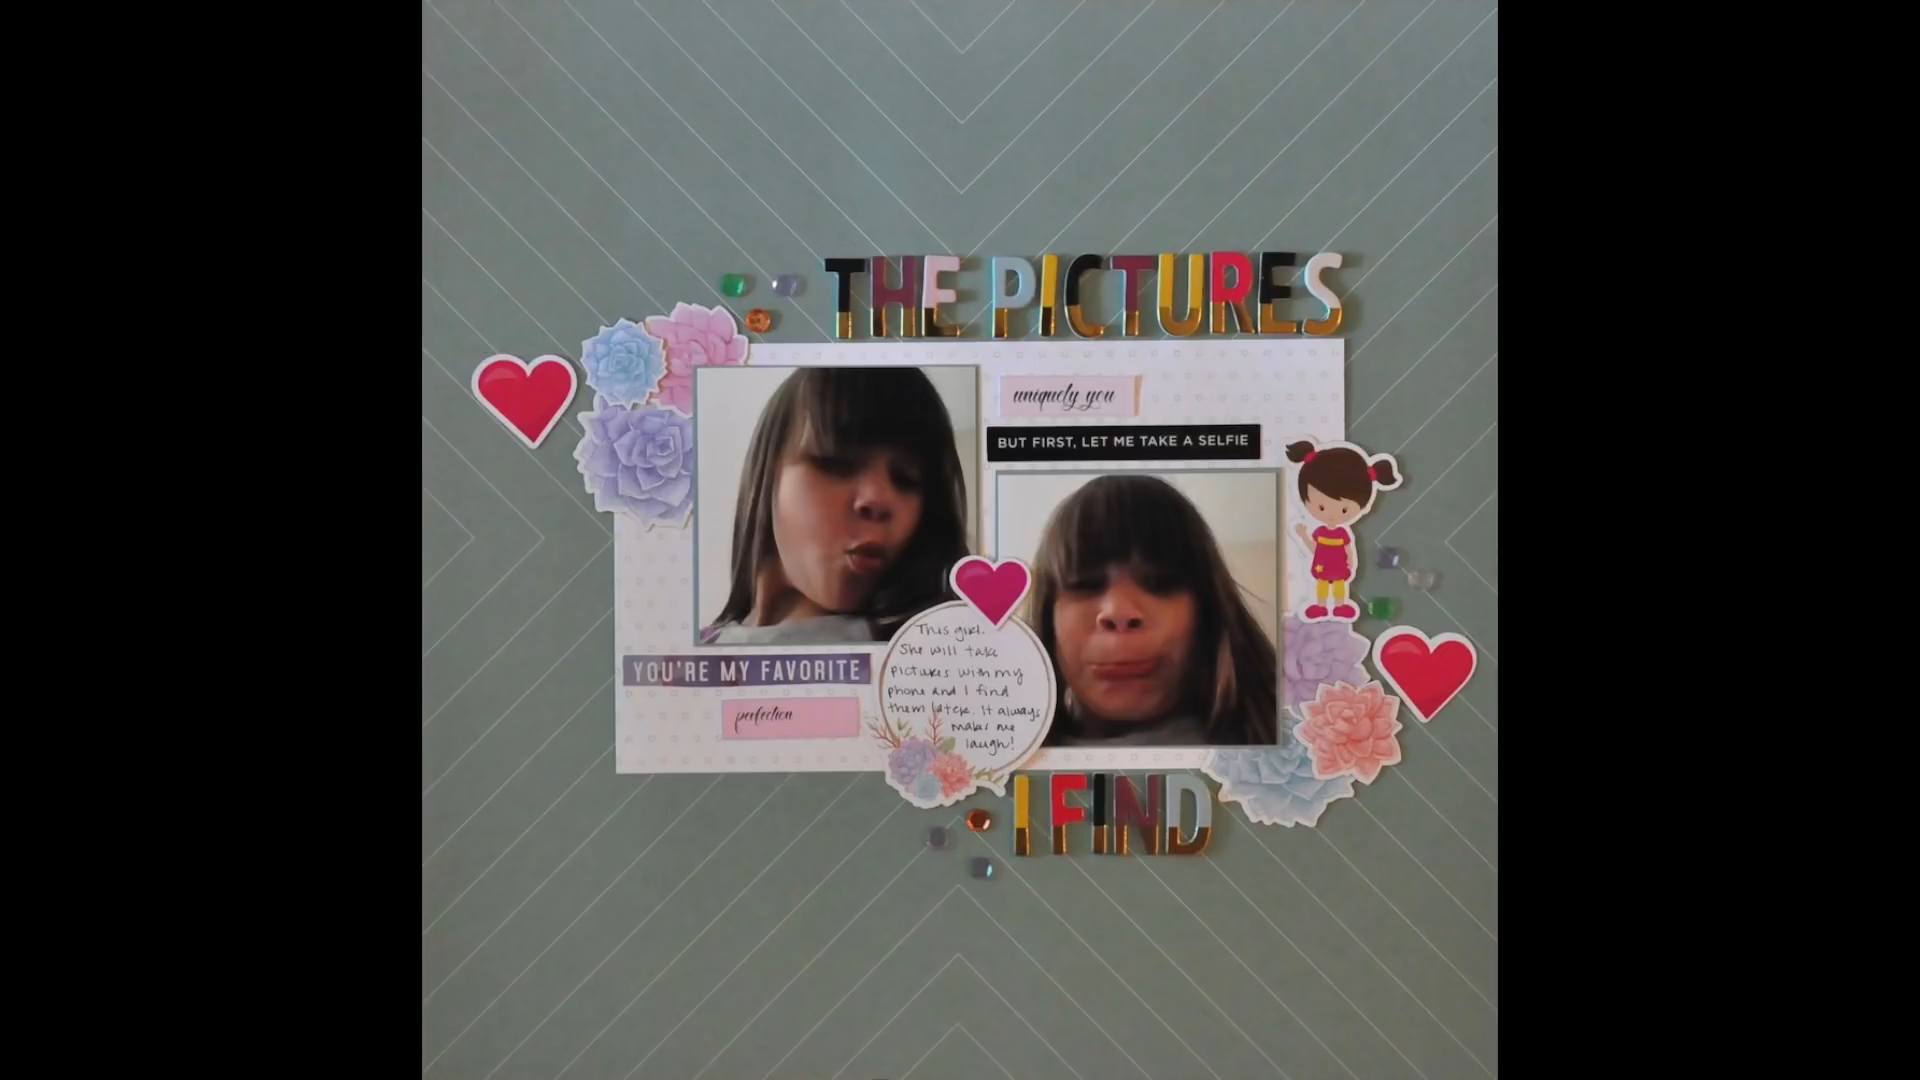 THE PICTURES
uniquely you
BUT FIRST, LET ME TAKE A SELFIE
YOU'RE MY FAVORITE
perfection
This girl.
She will take
pictures with my
phone and I find
them later. It always
makes me
laugh!
I FIND